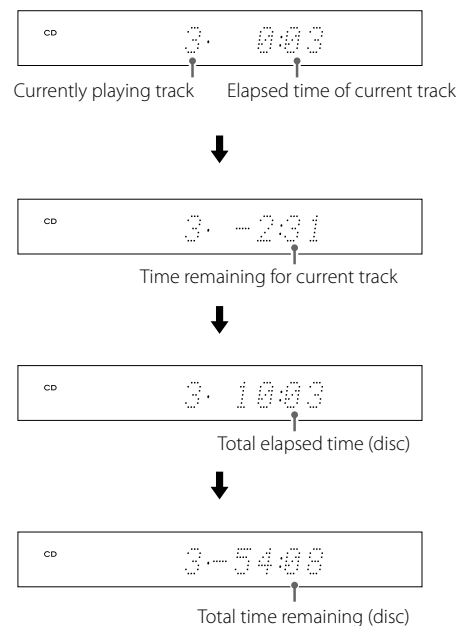 CD 3. 0:03
Currently playing track Elapsed time of current track
CD 3. -2:31
Time remaining for current track
CD 3. 10:03
Total elapsed time (disc)
CD 3.-54:08
Total time remaining (disc)